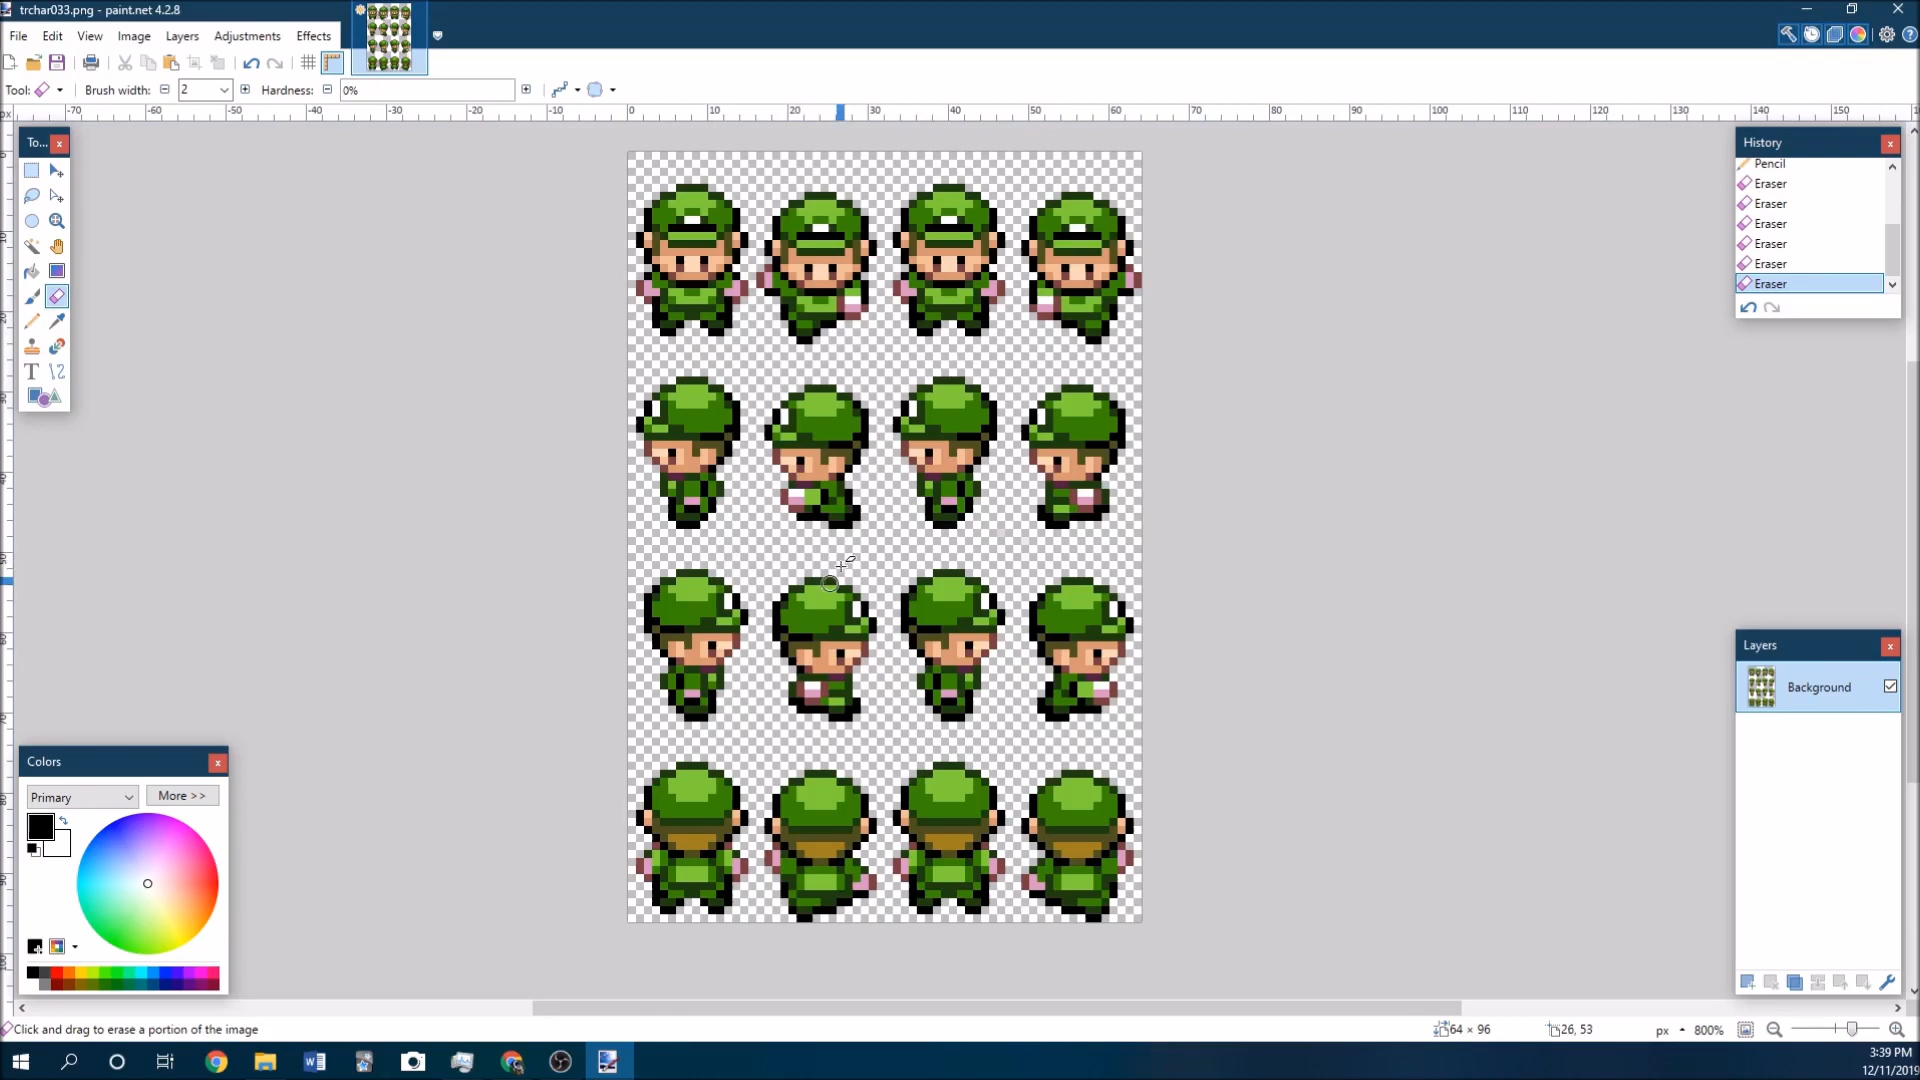 trchar033.png - paint.net 4.2.8
File Edit View Image Layers Adjustments Effects
Tool: Brush width: 2 Hardness: 0%
px -70 -60 -50 -40 -30 -20 -10 0 10 20 30 40 50 60 70 80 90 100 110 120 130 140 150
To...
History
Pencil
Eraser
Eraser
Eraser
Eraser
Eraser
Eraser
Layers
Background
Colors
Primary More >>
Click and drag to erase a portion of the image
64 × 96 26, 53 px 800%
3:39 PM
12/11/2019